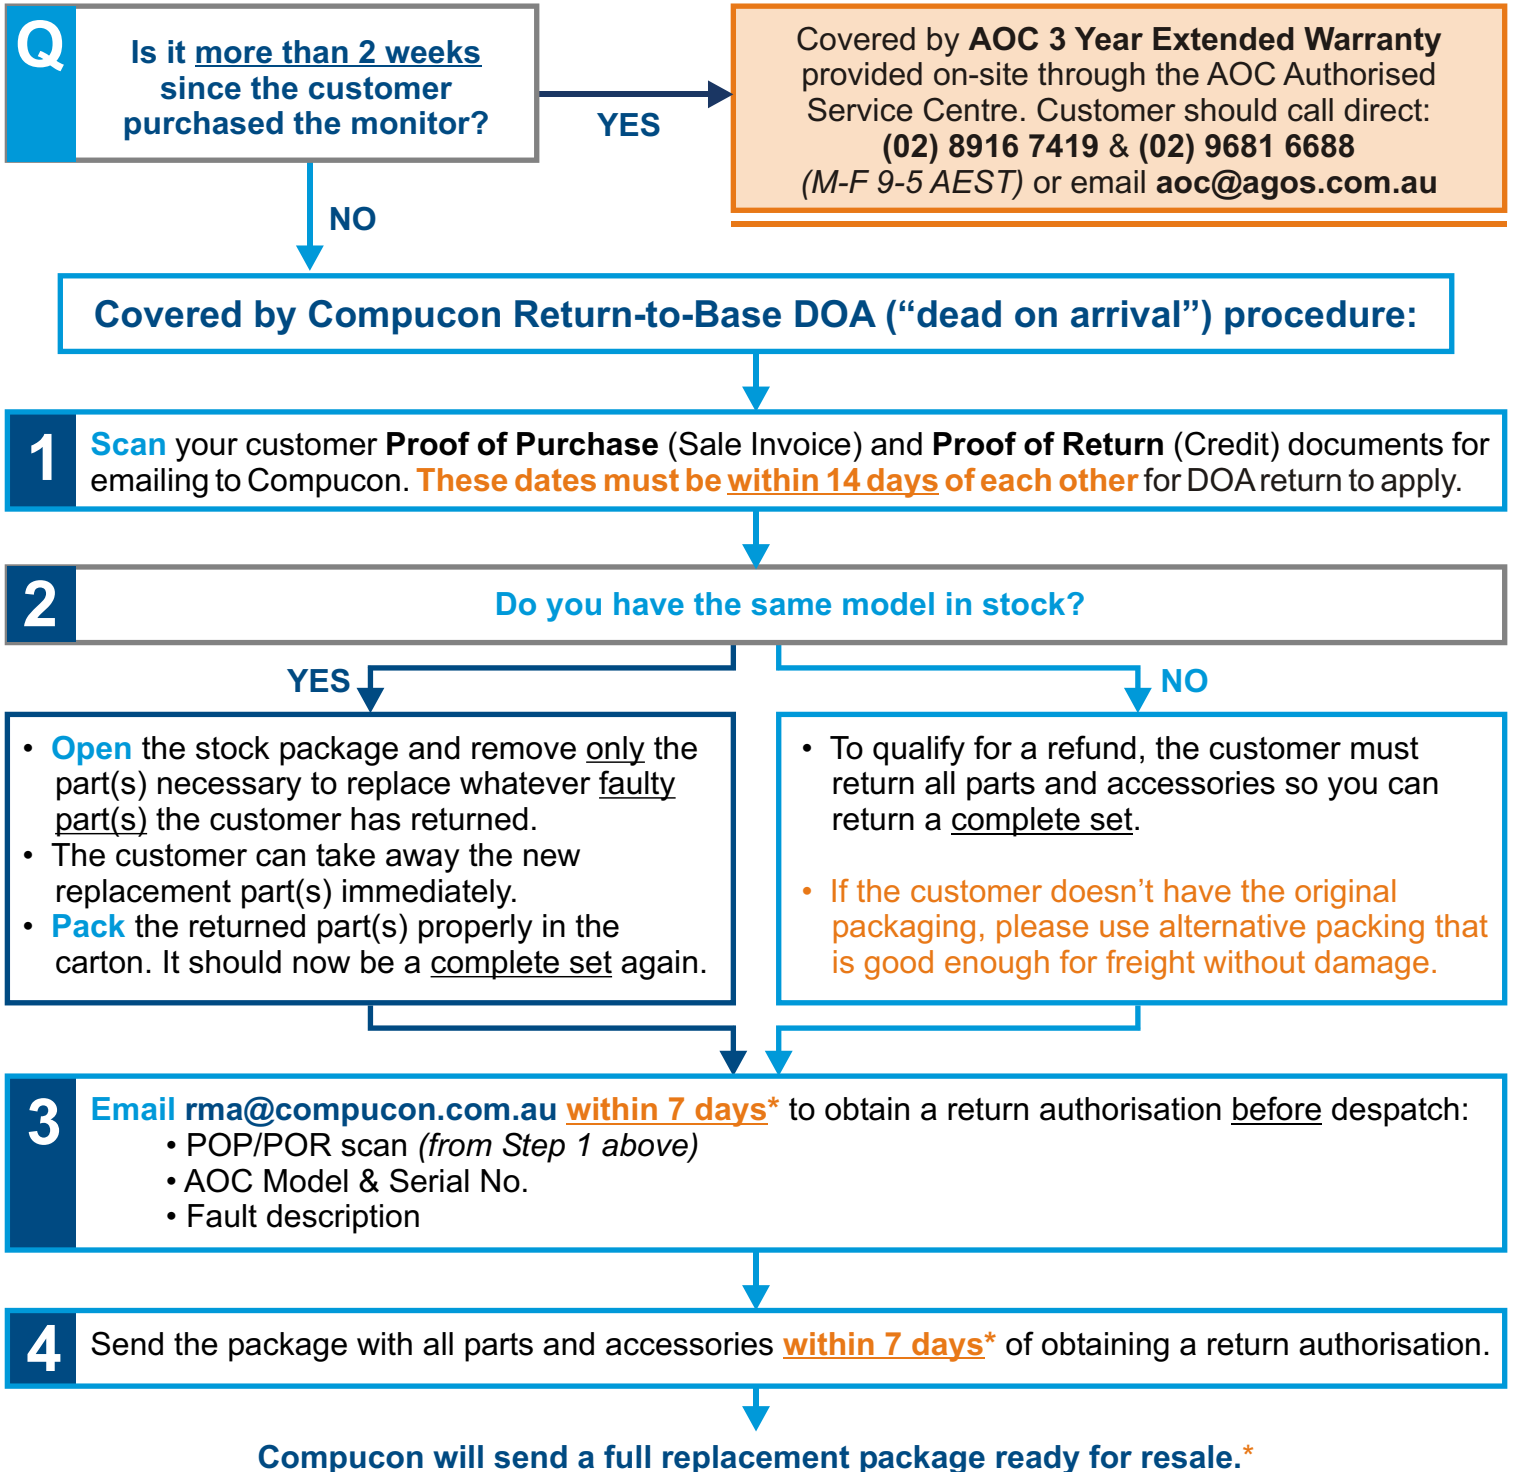 Q
Is it more than 2 weeks
since the customer
purchased the monitor?
YES
Covered by AOC 3 Year Extended Warranty
provided on-site through the AOC Authorised
Service Centre. Customer should call direct:
(02) 8916 7419 & (02) 9681 6688
(M-F 9-5 AEST) or email aoc@agos.com.au
NO
Covered by Compucon Return-to-Base DOA (“dead on arrival”) procedure:
1
Scan your customer Proof of Purchase (Sale Invoice) and Proof of Return (Credit) documents for
emailing to Compucon. These dates must be within 14 days of each other for DOA return to apply.
2
Do you have the same model in stock?
YES
• Open the stock package and remove only the
part(s) necessary to replace whatever faulty
part(s) the customer has returned.
• The customer can take away the new
replacement part(s) immediately.
• Pack the returned part(s) properly in the
carton. It should now be a complete set again.
NO
• To qualify for a refund, the customer must
return all parts and accessories so you can
return a complete set.
• If the customer doesn’t have the original
packaging, please use alternative packing that
is good enough for freight without damage.
3
Email rma@compucon.com.au within 7 days* to obtain a return authorisation before despatch:
• POP/POR scan (from Step 1 above)
• AOC Model & Serial No.
• Fault description
4
Send the package with all parts and accessories within 7 days* of obtaining a return authorisation.
Compucon will send a full replacement package ready for resale.*